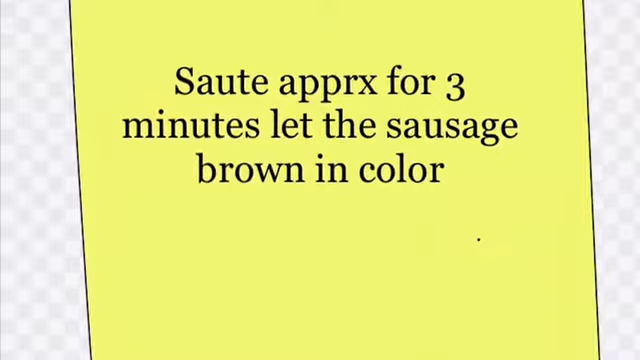 Saute apprx for 3
minutes let the sausage
brown in color
.